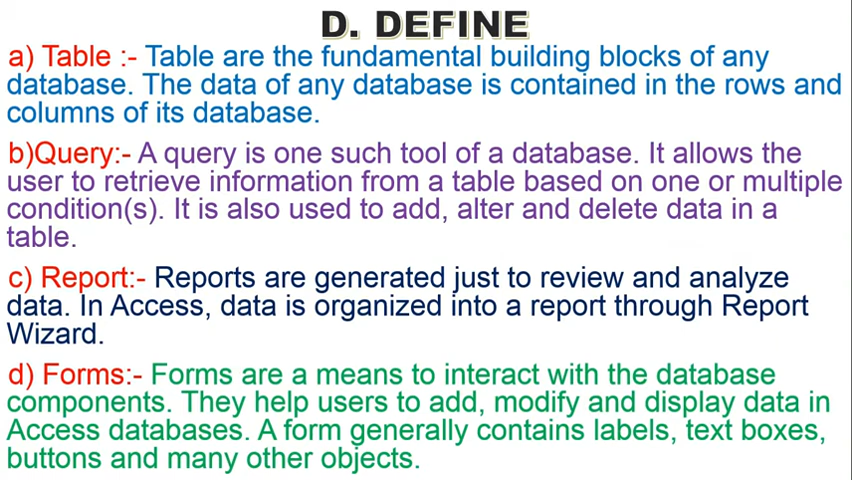 D. DEFINE
a) Table :- Table are the fundamental building blocks of any
database. The data of any database is contained in the rows and
columns of its database.
b)Query:- A query is one such tool of a database. It allows the
user to retrieve information from a table based on one or multiple
condition(s). It is also used to add, alter and delete data in a
table.
c) Report:- Reports are generated just to review and analyze
data. In Access, data is organized into a report through Report
Wizard.
d) Forms:- Forms are a means to interact with the database
components. They help users to add, modify and display data in
Access databases. A form generally contains labels, text boxes,
buttons and many other objects.